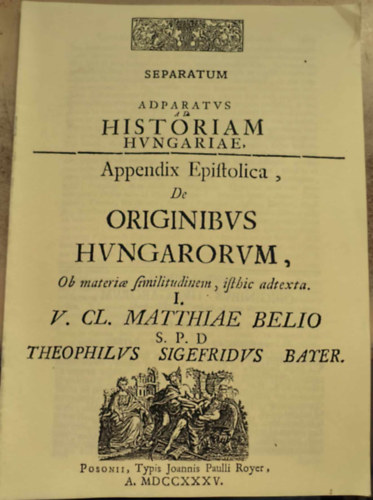 SEPARATUM
ADPARATVS
AD
HISTORIAM
HVNGARIAE,
Appendix Epiſtolica,
De
ORIGINIBVS
HVNGARORVM,
Ob materiæ ſimilitudinem, iſthic adtexta.
I.
V. CL. MATTHIAE BELIO
S. P. D
THEOPHILVS SIGEFRIDVS BAYER.
POSONII, Typis Joannis Paulli Royer,
A. MDCCXXXV.